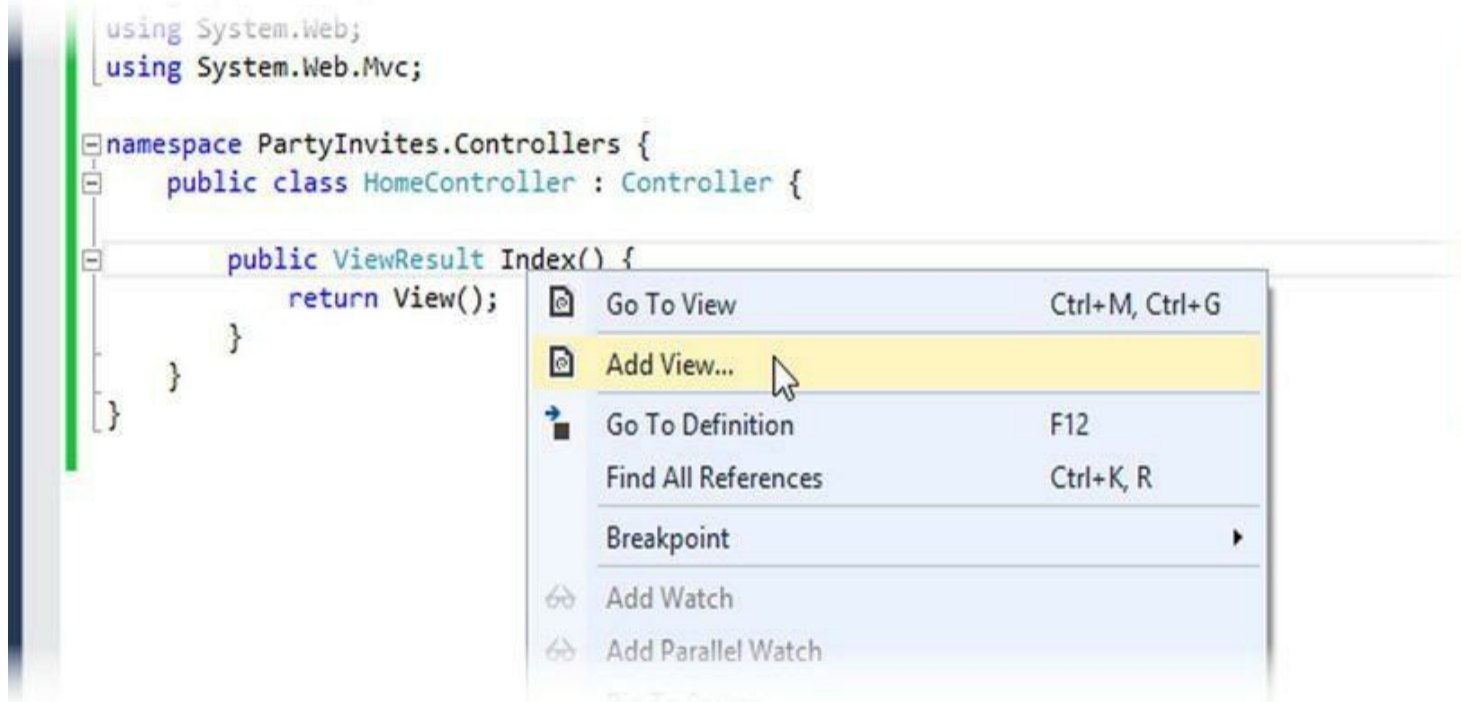 using System.Web;
using System.Web.Mvc;
namespace PartyInvites.Controllers {
public class HomeController : Controller {
public ViewResult Index() {
return View();
}
}
}
Go To View Ctrl+M, Ctrl+G
Add View...
Go To Definition F12
Find All References Ctrl+K, R
Breakpoint
Add Watch
Add Parallel Watch